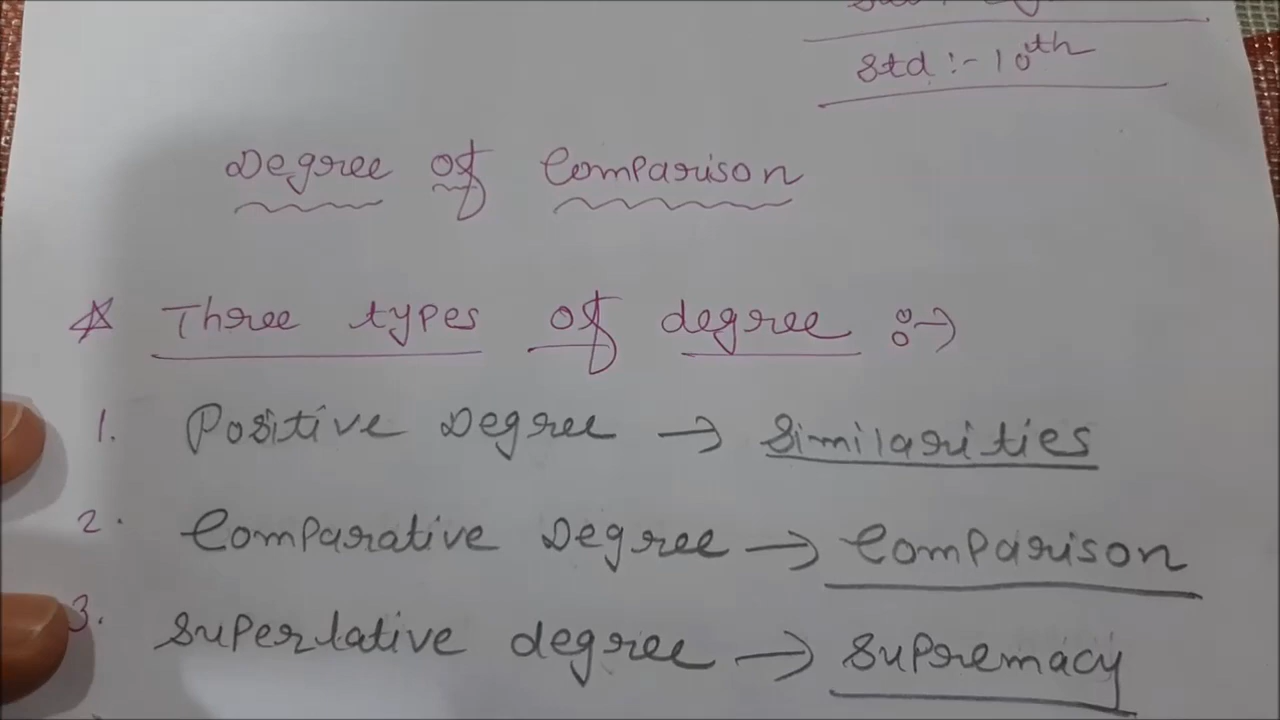 Std :- 10th
Degree of Comparison
☆ Three types of degree :→
1. Positive Degree → Similarities
2. Comparative Degree → Comparison
3. Superlative degree → Supremacy